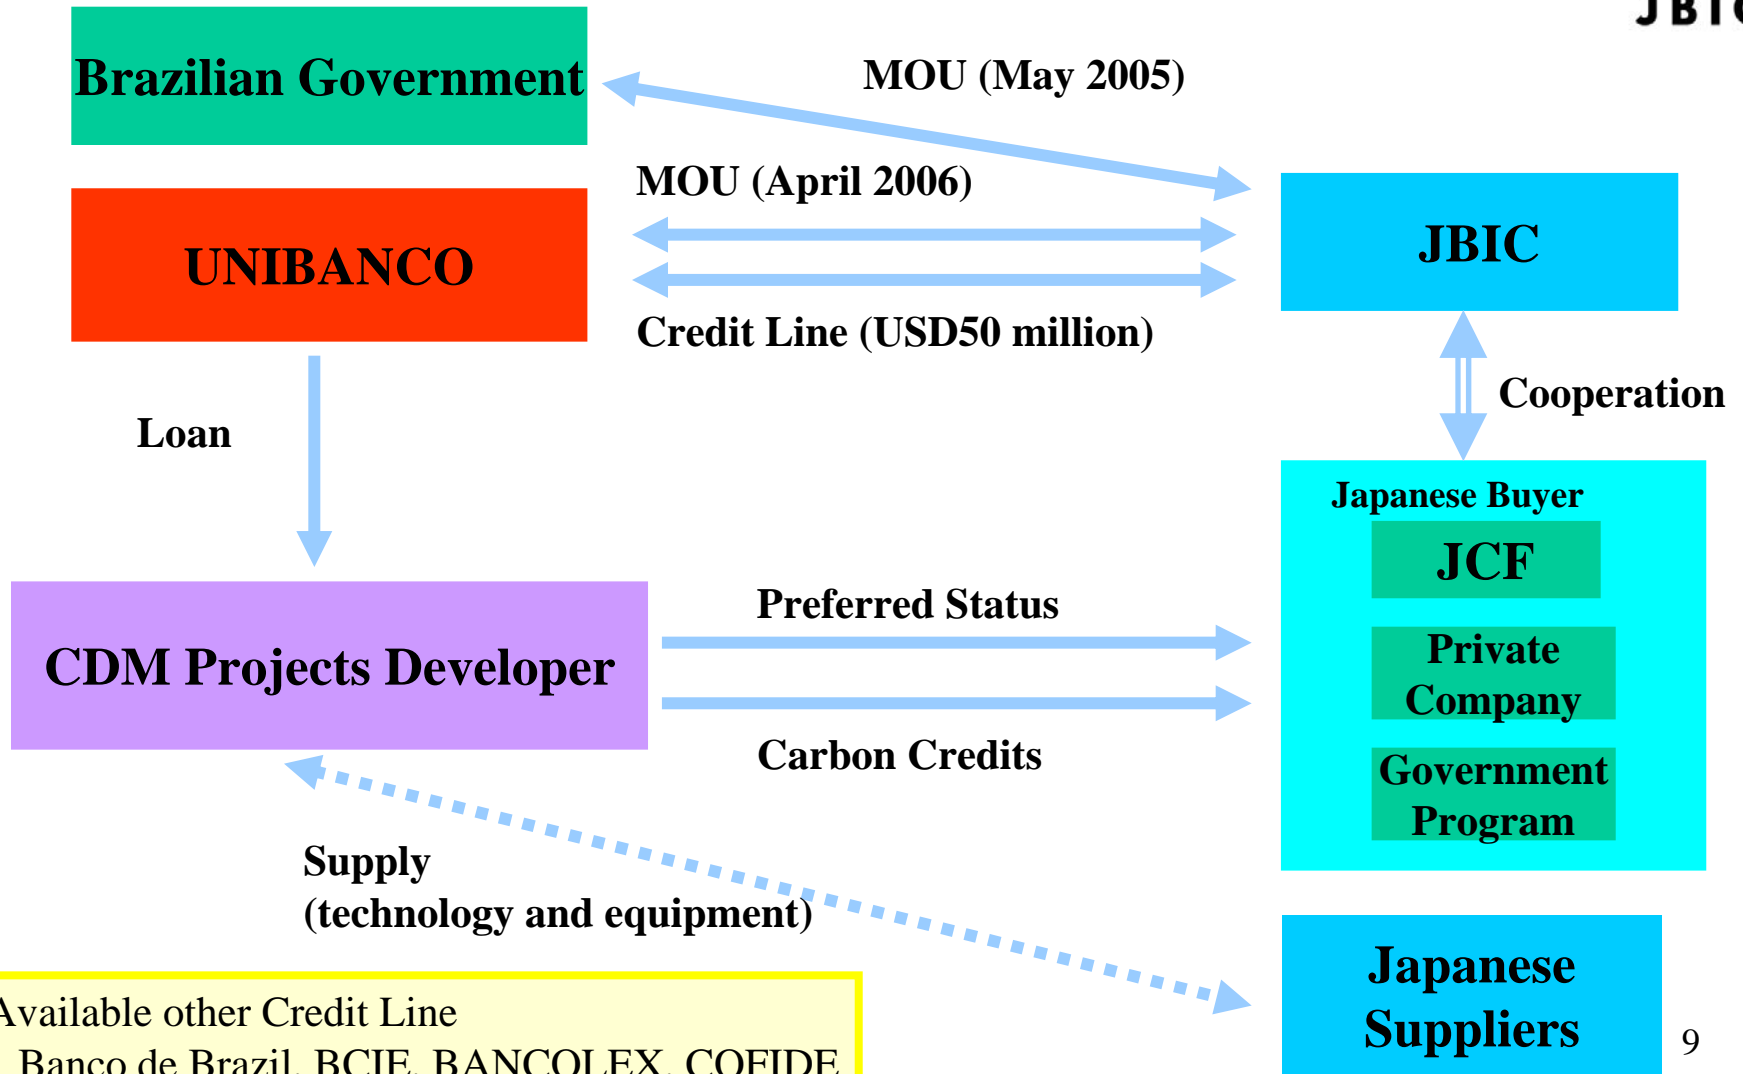 JBIC
Brazilian Government
MOU (May 2005)
MOU (April 2006)
UNIBANCO
JBIC
Credit Line (USD50 million)
Cooperation
Loan
Japanese Buyer
JCF
Preferred Status
Private
Company
CDM Projects Developer
Carbon Credits
Government
Program
Supply
(technology and equipment)
Japanese
Suppliers
Available other Credit Line
Banco de Brazil, BCIE, BANCOLEX, COFIDE
9